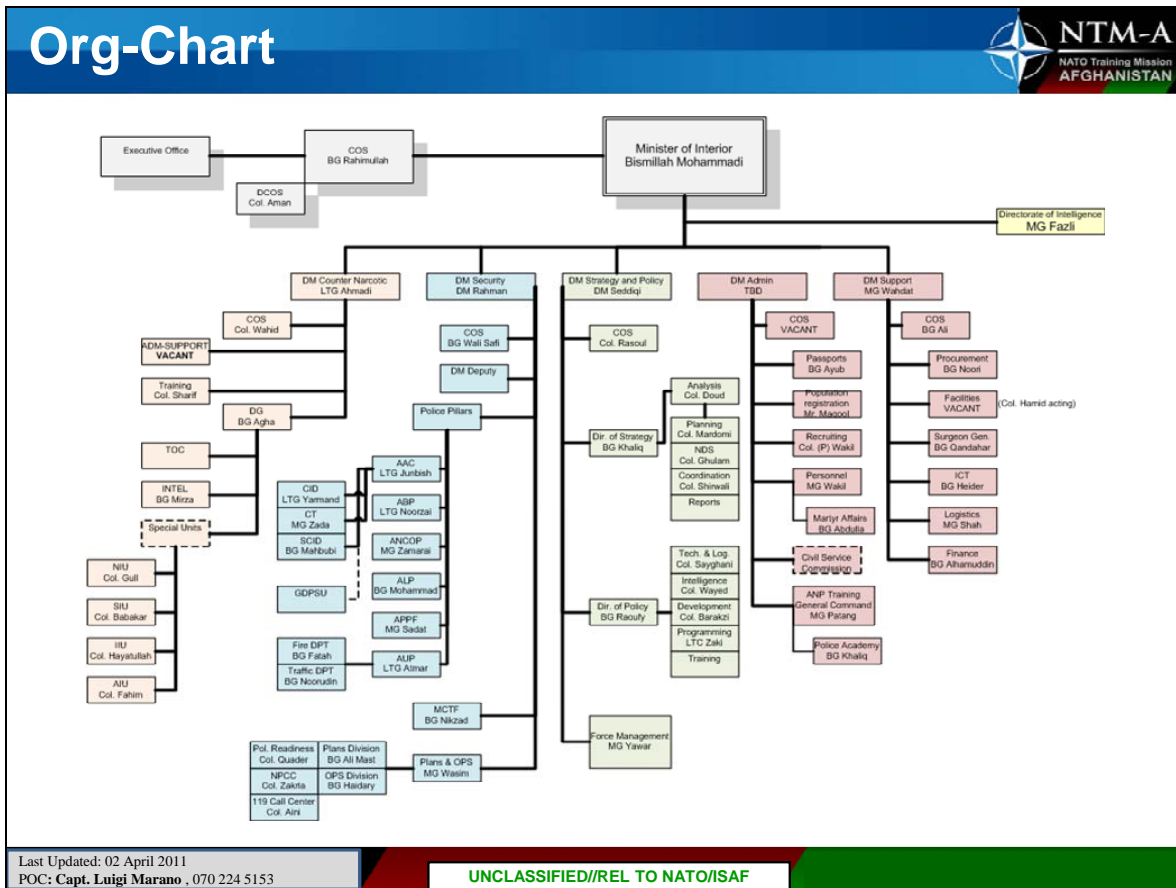 Org-Chart
NTM-A
NATO Training Mission
AFGHANISTAN
Executive Office
COS
BG Rahimullah
DCOS
Col. Aman
Minister of Interior
Bismillah Mohammadi
Directorate of Intelligence
MG Fazli
DM Counter Narcotic
LTG Ahmadi
COS
Col. Wahid
ADM-SUPPORT
VACANT
Training
Col. Sharif
DG
BG Agha
TOC
INTEL
BG Mirza
Special Units
NIU
Col. Gull
SIU
Col. Babakar
IIU
Col. Hayatullah
AIU
Col. Fahim
DM Security
DM Rahman
COS
BG Wali Safi
DM Deputy
Police Pillars
AAC
LTG Junbish
CID
LTG Yarmand
CT
MG Zada
SCID
BG Mahbubi
GDPSU
ABP
LTG Noorzai
ANCOP
MG Zamarai
ALP
BG Mohammad
APPF
MG Sadat
AUP
LTG Atmar
Fire DPT
BG Fatah
Traffic DPT
BG Noorudin
MCTF
BG Nikzad
Plans & OPS
MG Wasim
Pol. Readiness
Col. Quader
Plans Division
BG Ali Mast
NPCC
Col. Zakria
OPS Division
BG Haidary
119 Call Center
Col. Aini
DM Strategy and Policy
DM Seddiqi
COS
Col. Rasoul
Dir. of Strategy
BG Khaliq
Analysis
Col. Doud
Planning
Col. Mardomi
NDS
Col. Ghulam
Coordination
Col. Shirwali
Reports
Dir. of Policy
BG Raoufy
Tech. & Log.
Col. Sayghani
Intelligence
Col. Wayed
Development
Col. Barakzi
Programming
LTC Zaki
Training
Force Management
MG Yawar
DM Admin
TBD
COS
VACANT
Passports
BG Ayub
Population
registration
Mr. Maqool
Recruiting
Col. (P) Wakil
Personnel
MG Wakil
Martyr Affairs
BG Abdulla
Civil Service
Commission
ANP Training
General Command
MG Patang
Police Academy
BG Khaliq
DM Support
MG Wahdat
COS
BG Ali
Procurement
BG Noori
Facilities
VACANT
(Col. Hamid acting)
Surgeon Gen.
BG Qandahar
ICT
BG Heider
Logistics
MG Shah
Finance
BG Alhamuddin
Last Updated: 02 April 2011
POC: Capt. Luigi Marano , 070 224 5153
UNCLASSIFIED//REL TO NATO/ISAF